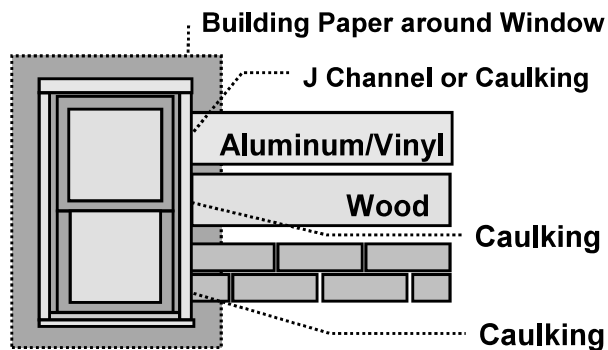 Building Paper around Window
J Channel or Caulking
Aluminum/Vinyl
Wood
Caulking
Caulking